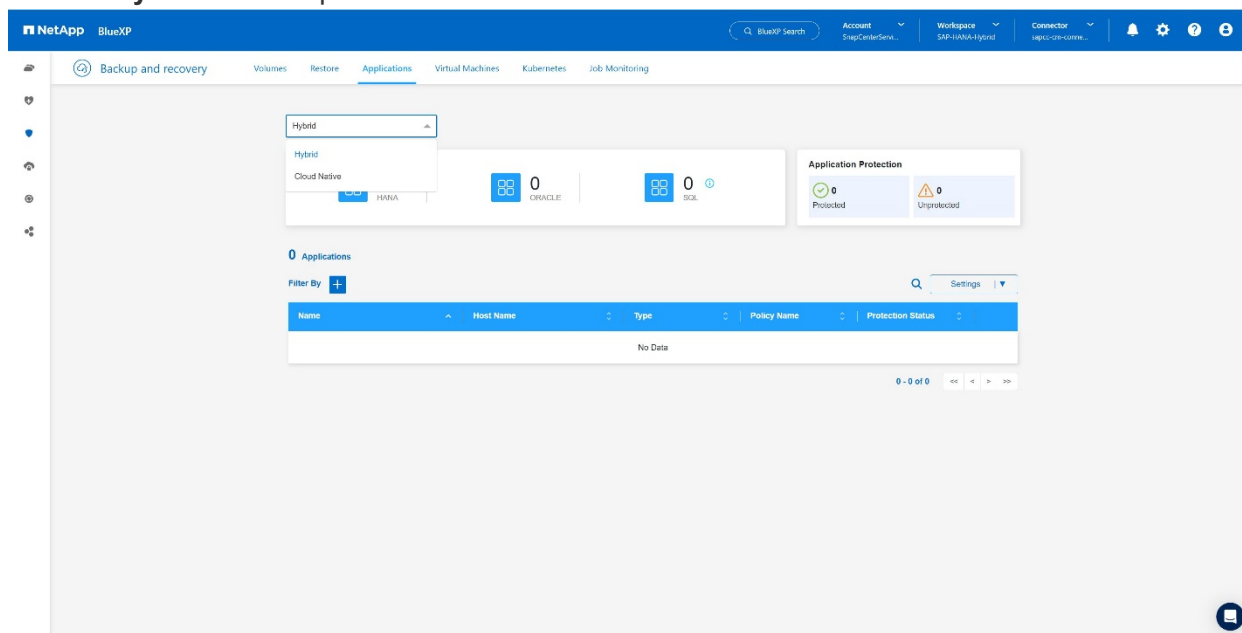 NetApp BlueXP
BlueXP Search
Account
SnapCenterServi...
Workspace
SAP-HANA-Hybrid
Connector
sapcc-cm-conne...
Backup and recovery
Volumes Restore Applications Virtual Machines Kubernetes Job Monitoring
Hybrid
Hybrid
Cloud Native
HANA
0
ORACLE
0
SQL
Application Protection
0
Protected
0
Unprotected
0 Applications
Filter By
Settings
Name Host Name Type Policy Name Protection Status
No Data
0 - 0 of 0 << < > >>